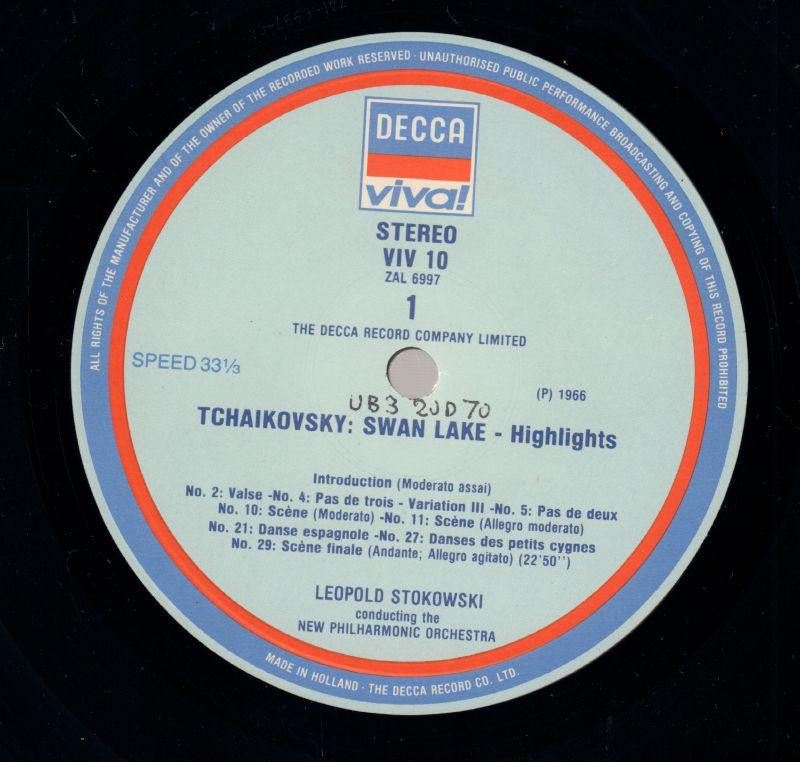 ALL RIGHTS OF THE MANUFACTURER AND OF THE OWNER OF THE RECORDED WORK RESERVED · UNAUTHORISED PUBLIC PERFORMANCE BROADCASTING AND COPYING OF THIS RECORD PROHIBITED
DECCA
viva!
STEREO
VIV 10
ZAL 6997
1
THE DECCA RECORD COMPANY LIMITED
SPEED 33⅓
(P) 1966
UB3 20D70
TCHAIKOVSKY: SWAN LAKE - Highlights
Introduction (Moderato assai)
No. 2: Valse -No. 4: Pas de trois - Variation III -No. 5: Pas de deux
No. 10: Scène (Moderato) -No. 11: Scène (Allegro moderato)
No. 21: Danse espagnole -No. 27: Danses des petits cygnes
No. 29: Scène finale (Andante; Allegro agitato) (22'50'')
LEOPOLD STOKOWSKI
conducting the
NEW PHILHARMONIC ORCHESTRA
MADE IN HOLLAND · THE DECCA RECORD CO. LTD.